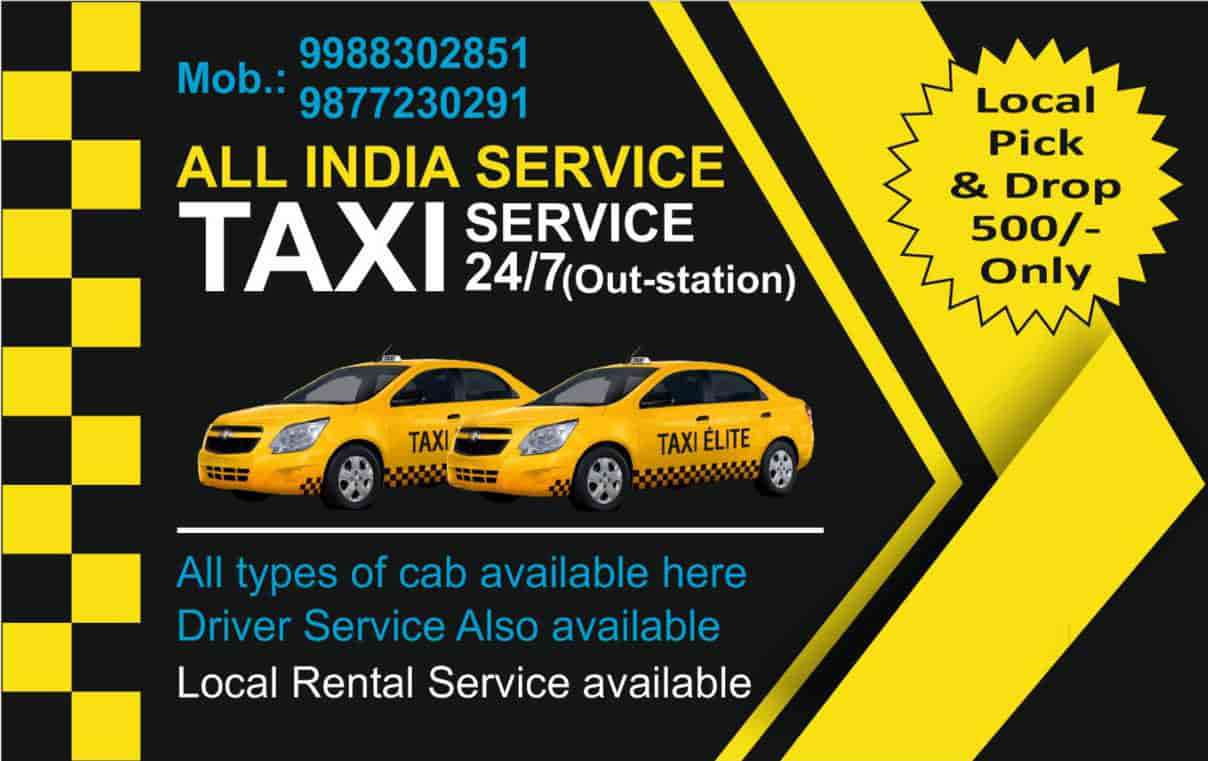 Mob.: 9988302851
9877230291
ALL INDIA SERVICE
TAXI SERVICE
24/7 (Out-station)
Local
Pick
& Drop
500/-
Only
TAXI
TAXI ÉLITE
All types of cab available here
Driver Service Also available
Local Rental Service available